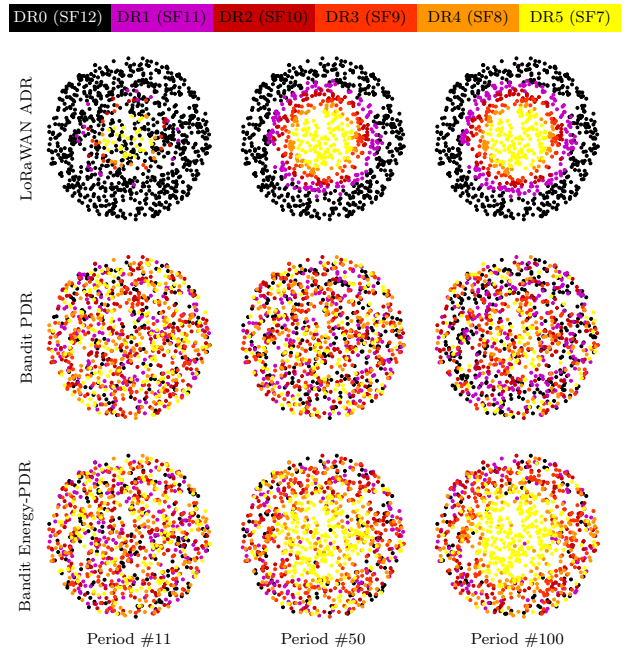 DR0 (SF12) DR1 (SF11) DR2 (SF10) DR3 (SF9) DR4 (SF8) DR5 (SF7)
LoRaWAN ADR
Bandit PDR
Bandit Energy-PDR
Period #11 Period #50 Period #100